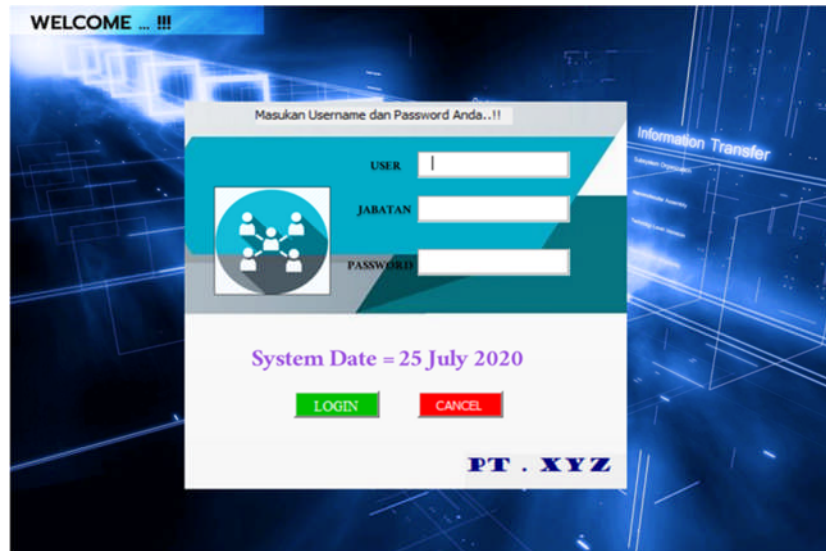 WELCOME ... !!!
Masukan Username dan Password Anda..!!
USER
JABATAN
PASSWORD
Information Transfer
System Date = 25 July 2020
LOGIN
CANCEL
PT . XYZ